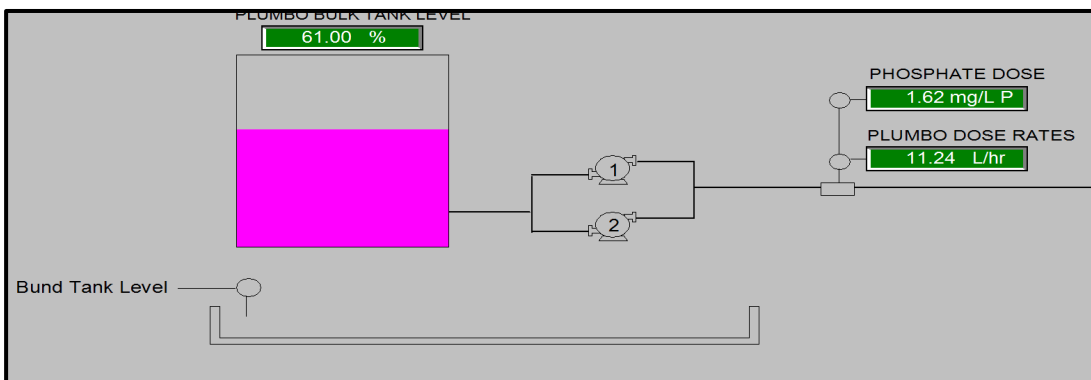 PLUMBO BULK TANK LEVEL
61.00 %
PHOSPHATE DOSE
1.62 mg/L P
PLUMBO DOSE RATES
11.24 L/hr
1
2
Bund Tank Level